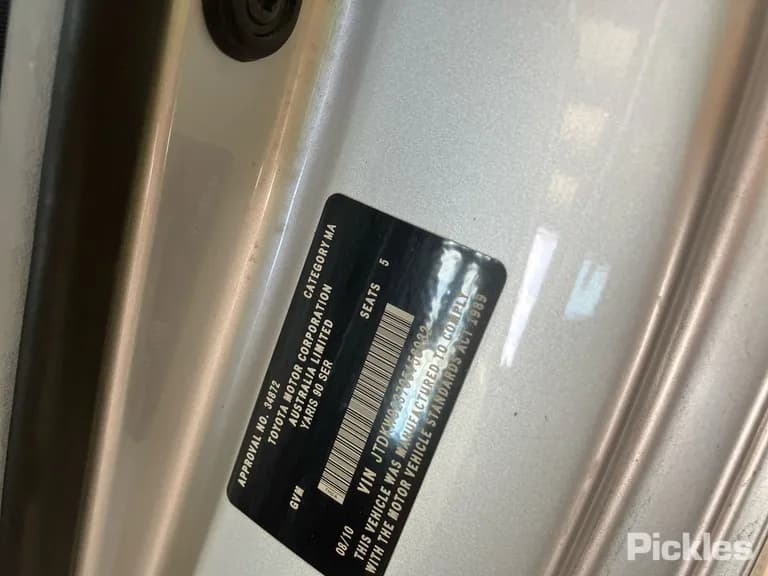 APPROVAL NO. 34872 CATEGORY MA
TOYOTA MOTOR CORPORATION
AUSTRALIA LIMITED
YARIS 90 SER
GVM SEATS 5
08/10 VIN
THIS VEHICLE WAS MANUFACTURED TO COMPLY
WITH THE MOTOR VEHICLE STANDARDS ACT 1989
Pickles